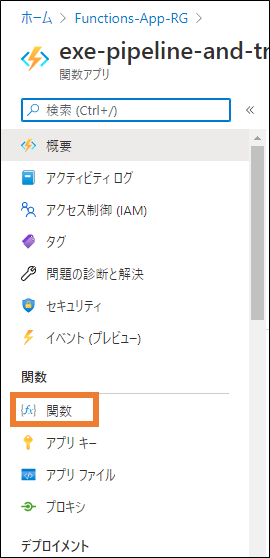 ホーム > Functions-App-RG >
exe-pipeline-and-tr
関数アプリ
検索 (Ctrl+/)
«
概要
アクティビティ ログ
アクセス制御 (IAM)
タグ
問題の診断と解決
セキュリティ
イベント (プレビュー)
関数
関数
アプリ キー
アプリ ファイル
プロキシ
デプロイメント